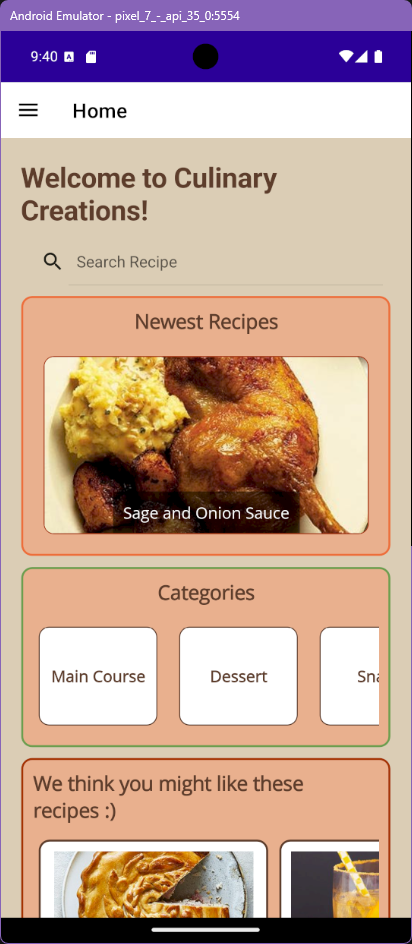 Android Emulator - pixel_7_-_api_35_0:5554
9:40
Home
Welcome to Culinary
Creations!
Search Recipe
Newest Recipes
Sage and Onion Sauce
Categories
Main Course
Dessert
Sna
We think you might like these
recipes :)